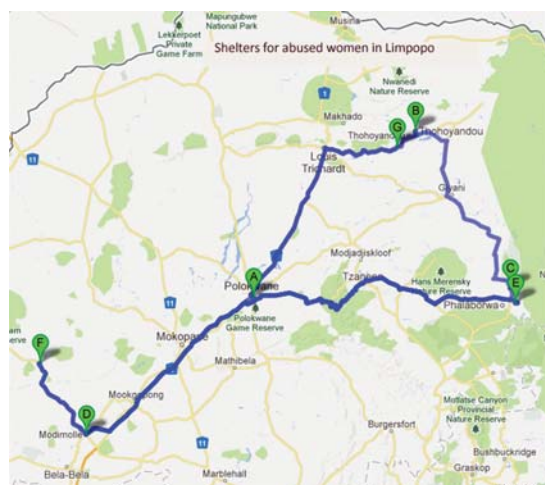 Mapungubwe
National Park
Lekkerpoet
Private
Game Farm
Musina
Shelters for abused women in Limpopo
Nwanedi
Nature Reserve
1
Makhado
B
G
Thohoyandou
Thohoyandou
11
Louis
Trichardt
Giyani
Modjadjiskloof
A
Polokwane
Tzaneen
Hans Merensky
Nature Reserve
C
E
Phalaborwa
Polokwane
Game Reserve
F
Mokopane
Mathibela
Mookgopong
D
Modimolle
11
Burgersfort
Motlatse Canyon
Provincial
Nature Reserve
Bushbuckridge
Bela-Bela
Marblehall
Graskop